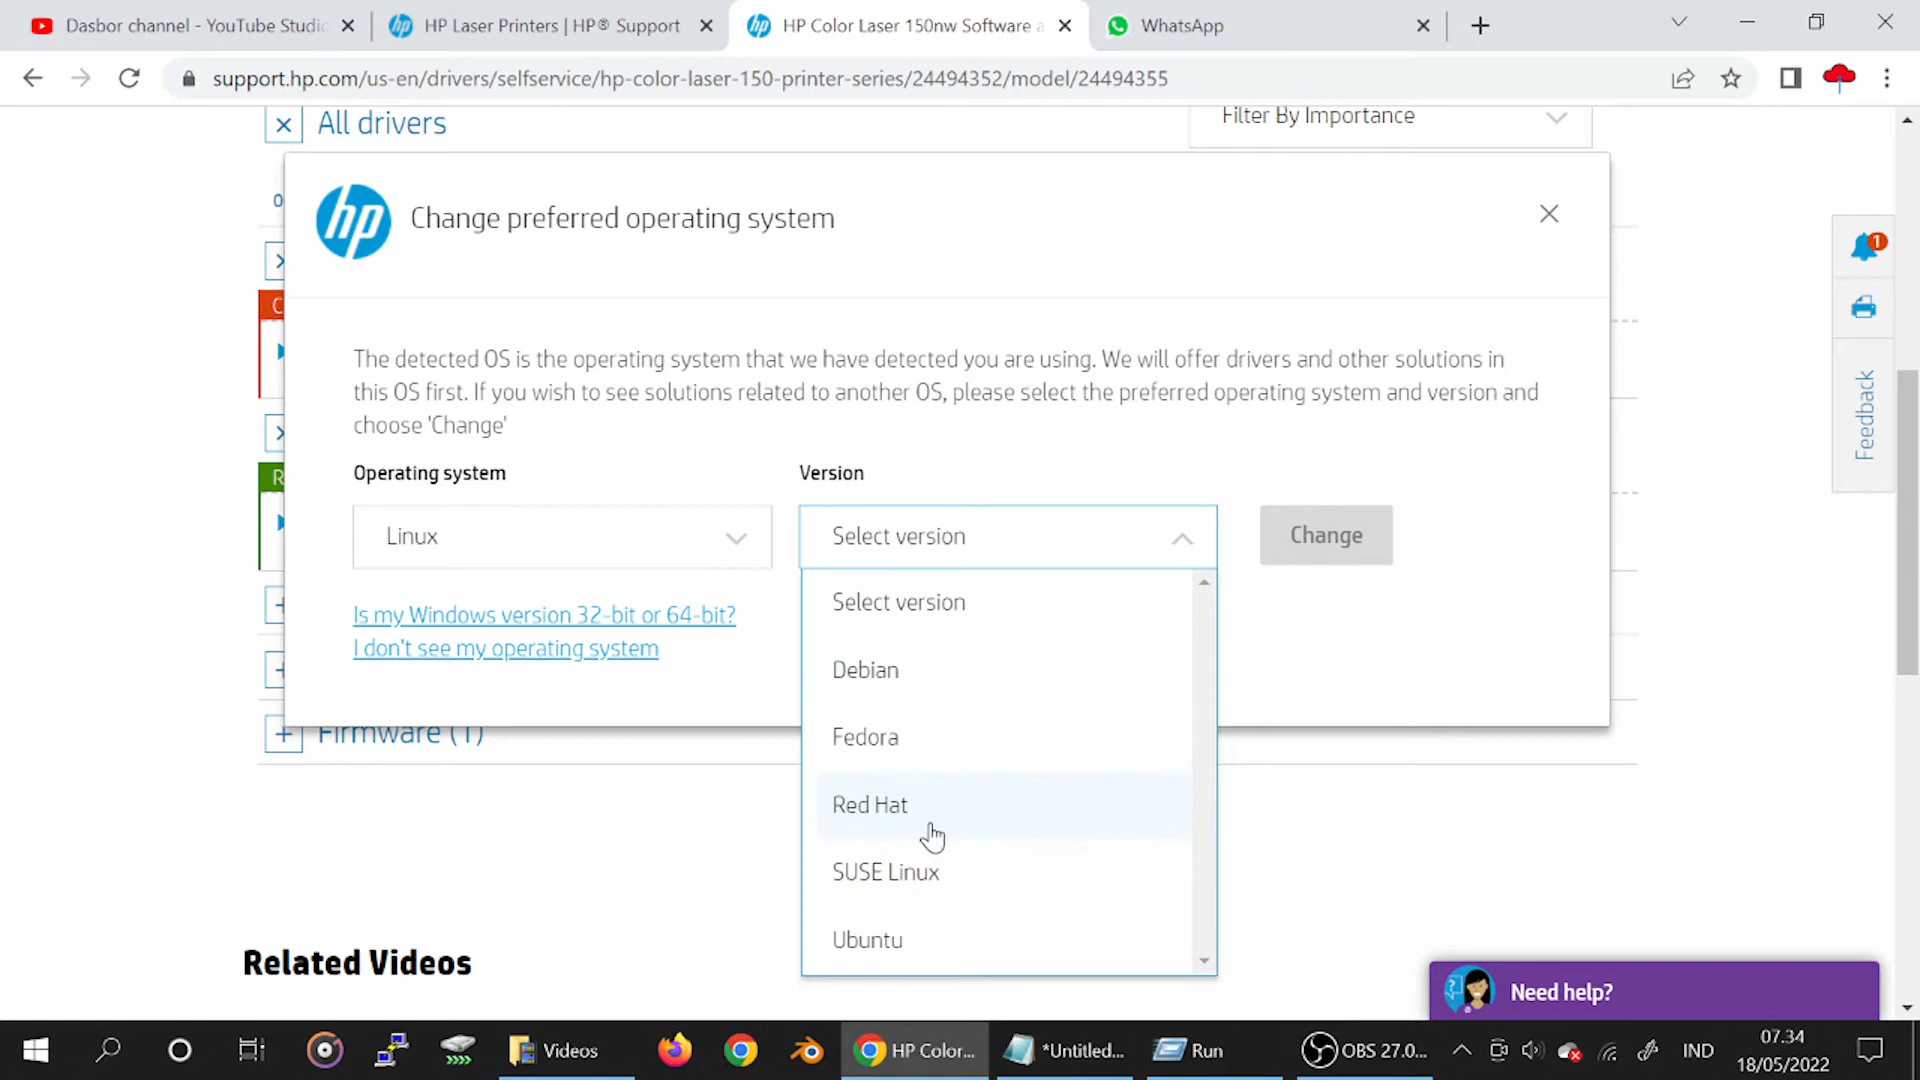 Dasbor channel - YouTube Studio
HP Laser Printers | HP® Support
HP Color Laser 150nw Software a
WhatsApp
support.hp.com/us-en/drivers/selfservice/hp-color-laser-150-printer-series/24494352/model/24494355
All drivers
Filter By Importance
hp
Change preferred operating system
1
The detected OS is the operating system that we have detected you are using. We will offer drivers and other solutions in
this OS first. If you wish to see solutions related to another OS, please select the preferred operating system and version and
choose 'Change'
Feedback
Operating system
Version
Linux
Select version
Change
Is my Windows version 32-bit or 64-bit?
I don't see my operating system
Select version
Debian
Fedora
Red Hat
SUSE Linux
Ubuntu
Firmware (1)
Related Videos
Need help?
Videos
HP Color...
*Untitled...
Run
OBS 27.0...
IND
07.34
18/05/2022